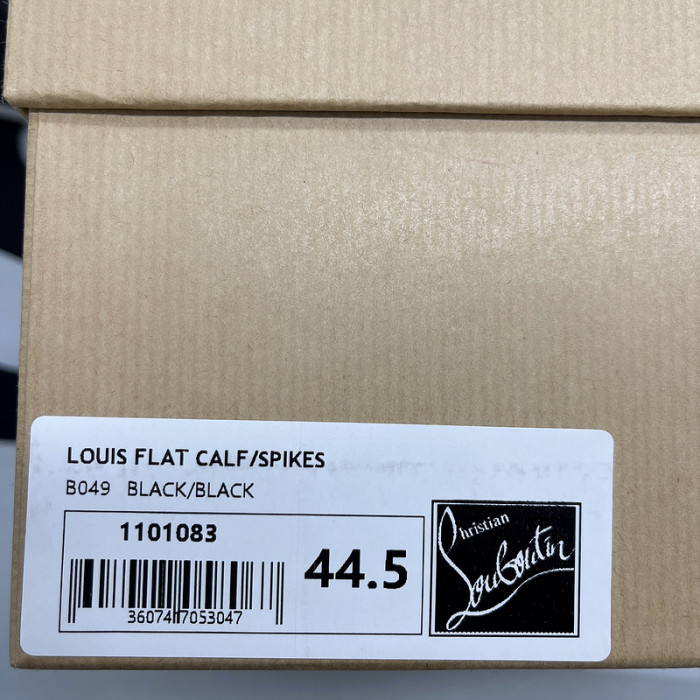 LOUIS FLAT CALF/SPIKES
B049 BLACK/BLACK
1101083
44.5
3607417053047
Christian
Louboutin